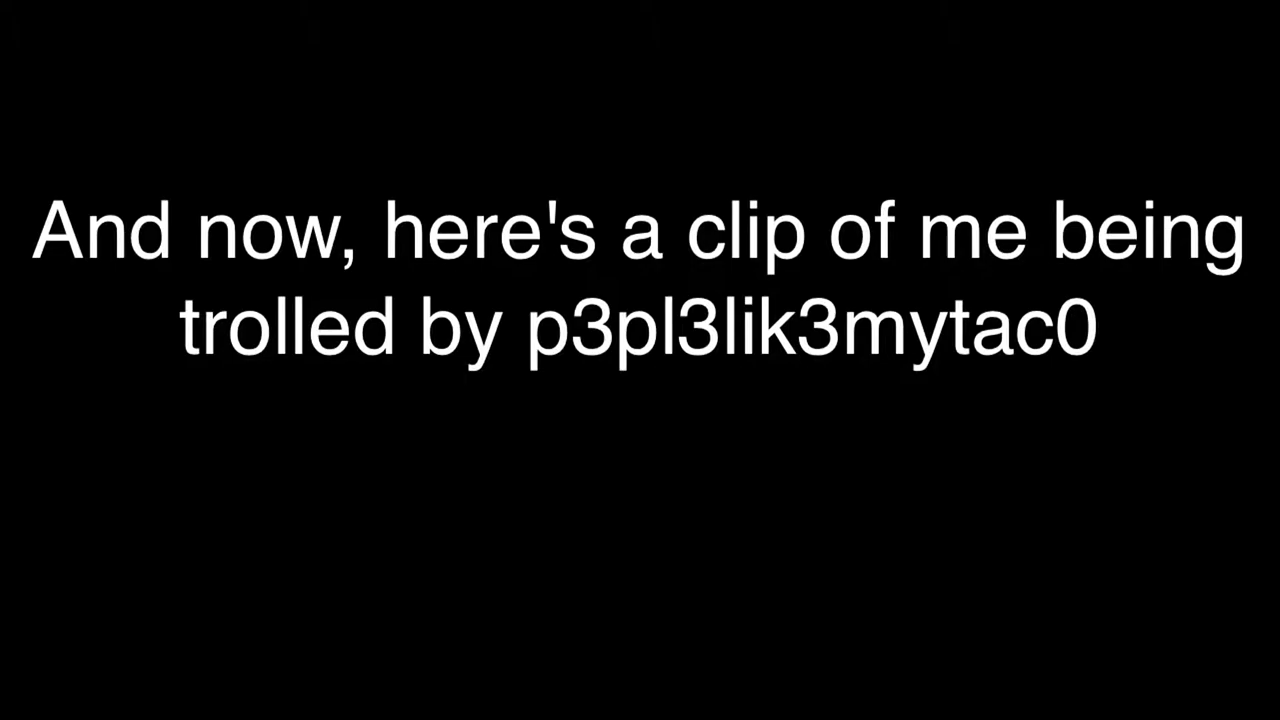 And now, here's a clip of me being
trolled by p3pl3lik3mytac0